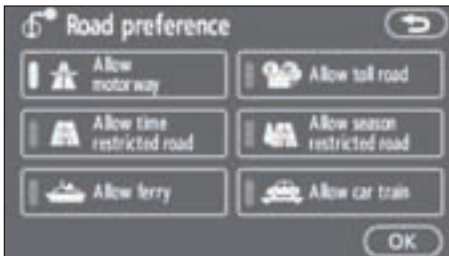 Road preference
Allow
motorway
Allow toll road
Allow time
restricted road
Allow season
restricted road
Allow ferry
Allow car train
OK